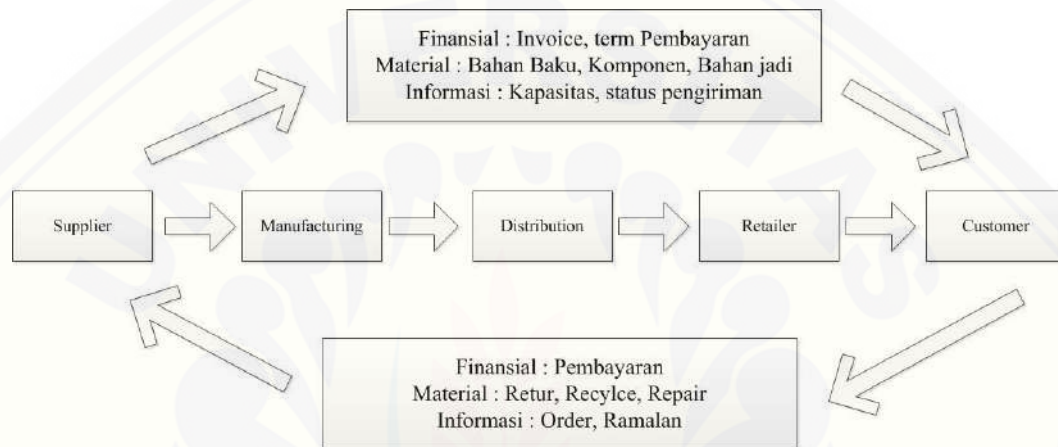 Finansial : Invoice, term Pembayaran
Material : Bahan Baku, Komponen, Bahan jadi
Informasi : Kapasitas, status pengiriman
Supplier
Manufacturing
Distribution
Retailer
Customer
Finansial : Pembayaran
Material : Retur, Recylce, Repair
Informasi : Order, Ramalan
UNIVERSITAS